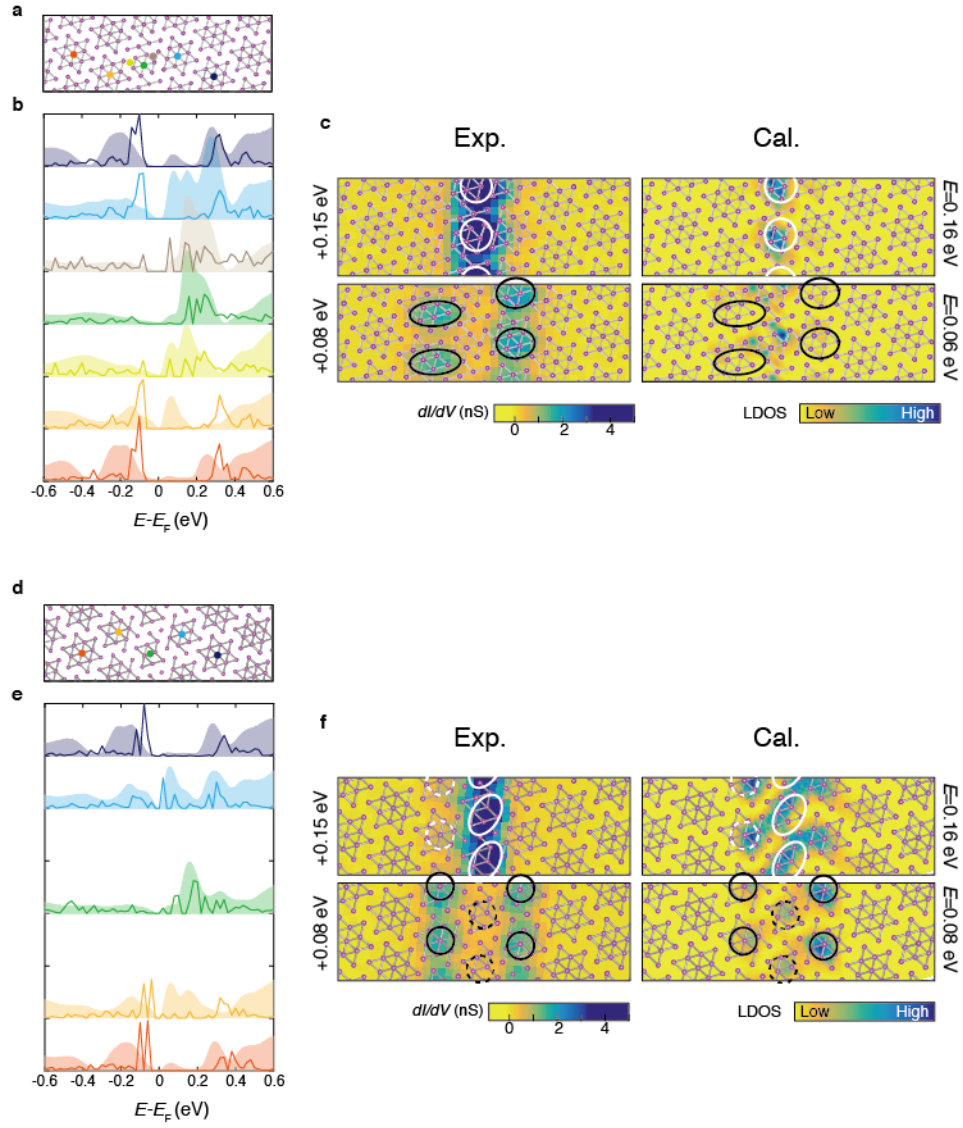 a
b
-0.6 -0.4 -0.2 0 0.2 0.4 0.6
E-E_F (eV)
c
Exp. Cal.
+0.15 eV
E=0.16 eV
+0.08 eV
E=0.06 eV
dI/dV (nS) 0 2 4
LDOS Low High
d
e
-0.6 -0.4 -0.2 0 0.2 0.4 0.6
E-E_F (eV)
f
Exp. Cal.
+0.15 eV
E=0.16 eV
+0.08 eV
E=0.08 eV
dI/dV (nS) 0 2 4
LDOS Low High